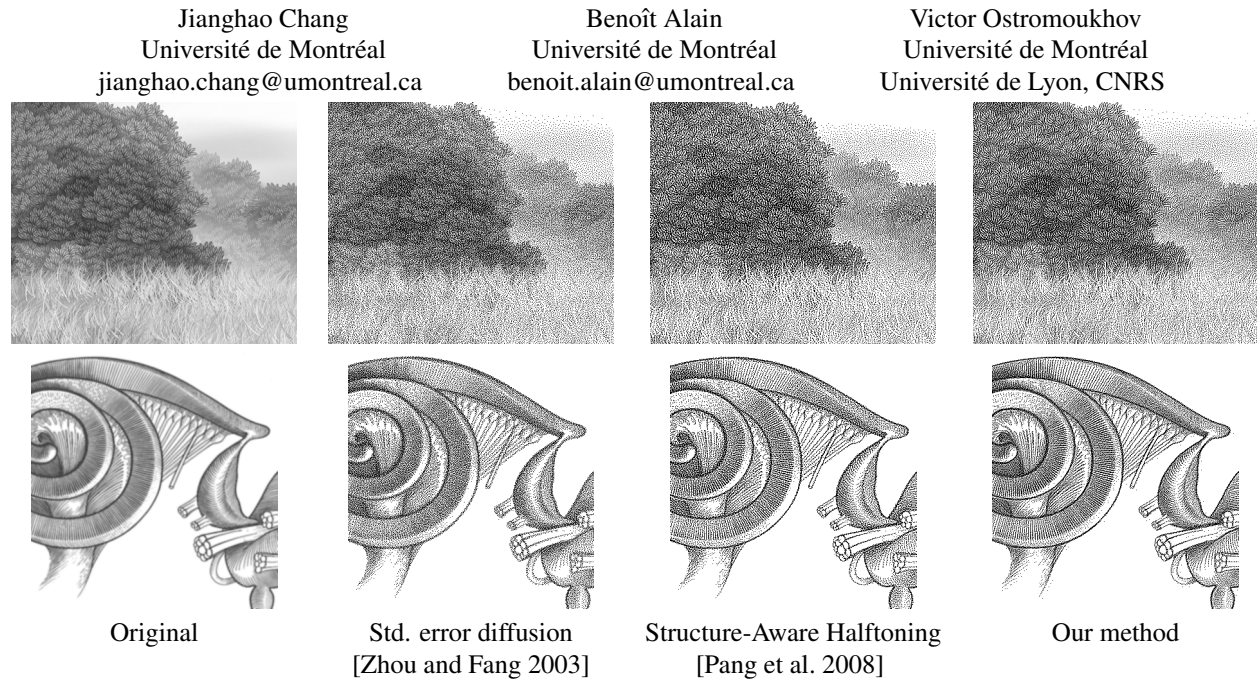 Jianghao Chang
Université de Montréal
jianghao.chang@umontreal.ca
Benoît Alain
Université de Montréal
benoit.alain@umontreal.ca
Victor Ostromoukhov
Université de Montréal
Université de Lyon, CNRS
Original
Std. error diffusion
[Zhou and Fang 2003]
Structure-Aware Halftoning
[Pang et al. 2008]
Our method